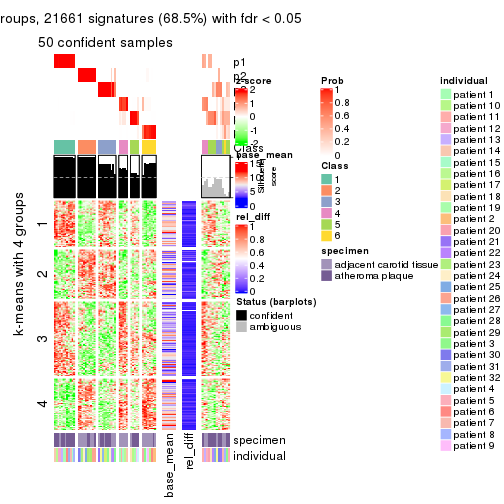 roups, 21661 signatures (68.5%) with fdr < 0.05
50 confident samples
p1
p2
z-score
2
1
0
-1
-2
Class
base_mean
15
10
5
0
Silhouette
score
rel_diff
1
0.8
0.6
0.4
0.2
0
Status (barplots)
confident
ambiguous
k-means with 4 groups
1
2
3
4
specimen
individual
base_mean
rel_diff
Prob
1
0.8
0.6
0.4
0.2
0
Class
1
2
3
4
5
6
specimen
adjacent carotid tissue
atheroma plaque
individual
patient 1
patient 10
patient 11
patient 12
patient 13
patient 14
patient 15
patient 16
patient 17
patient 18
patient 19
patient 2
patient 20
patient 21
patient 22
patient 23
patient 24
patient 25
patient 26
patient 27
patient 28
patient 29
patient 3
patient 30
patient 31
patient 32
patient 4
patient 5
patient 6
patient 7
patient 8
patient 9